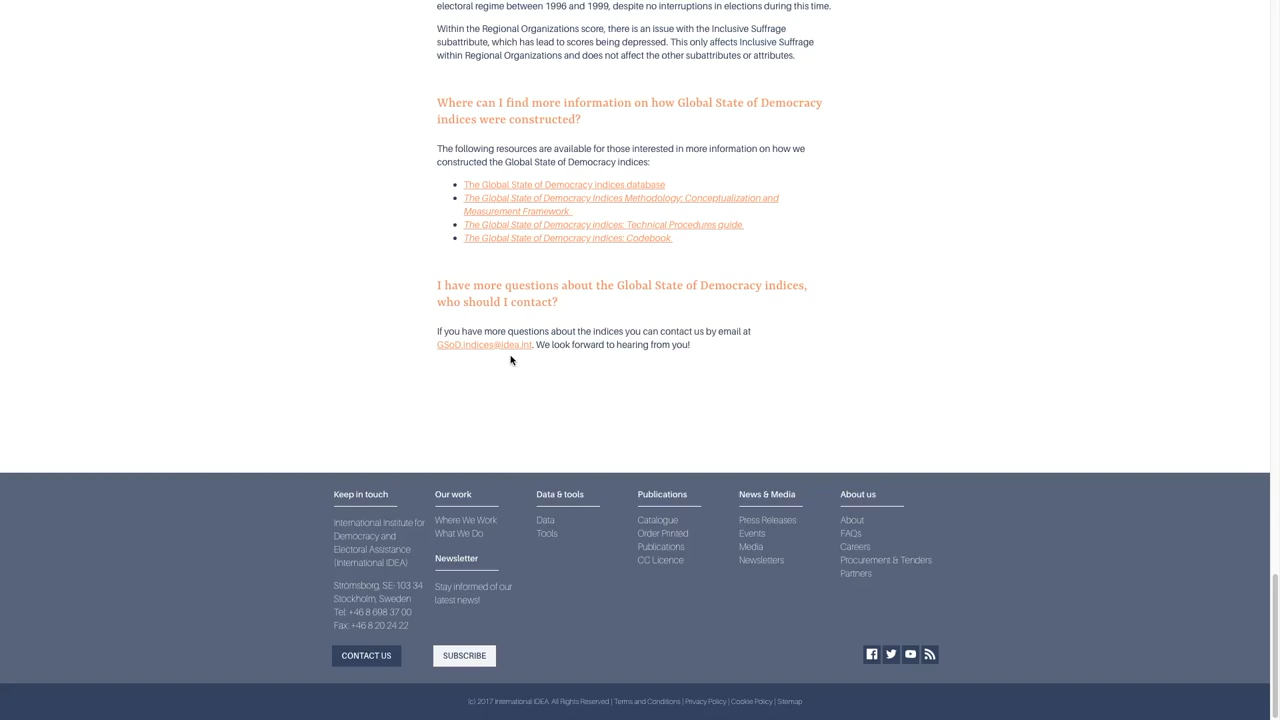 electoral regime between 1996 and 1999, despite no interruptions in elections during this time.
Within the Regional Organizations score, there is an issue with the Inclusive Suffrage
subattribute, which has lead to scores being depressed. This only affects Inclusive Suffrage
within Regional Organizations and does not affect the other subattributes or attributes.
Where can I find more information on how Global State of Democracy
indices were constructed?
The following resources are available for those interested in more information on how we
constructed the Global State of Democracy indices:
The Global State of Democracy indices database
The Global State of Democracy Indices Methodology: Conceptualization and
Measurement Framework
The Global State of Democracy indices: Technical Procedures guide
The Global State of Democracy indices: Codebook
I have more questions about the Global State of Democracy indices,
who should I contact?
If you have more questions about the indices you can contact us by email at
GSoD.indices@idea.int. We look forward to hearing from you!
Keep in touch
International Institute for
Democracy and
Electoral Assistance
(International IDEA)
Strömsborg, SE-103 34
Stockholm, Sweden
Tel: +46 8 698 37 00
Fax: +46 8 20 24 22
CONTACT US
Our work
Where We Work
What We Do
Newsletter
Stay informed of our
latest news!
SUBSCRIBE
Data & tools
Data
Tools
Publications
Catalogue
Order Printed
Publications
CC Licence
News & Media
Press Releases
Events
Media
Newsletters
About us
About
FAQs
Careers
Procurement & Tenders
Partners
(c) 2017 International IDEA. All Rights Reserved | Terms and Conditions | Privacy Policy | Cookie Policy | Sitemap